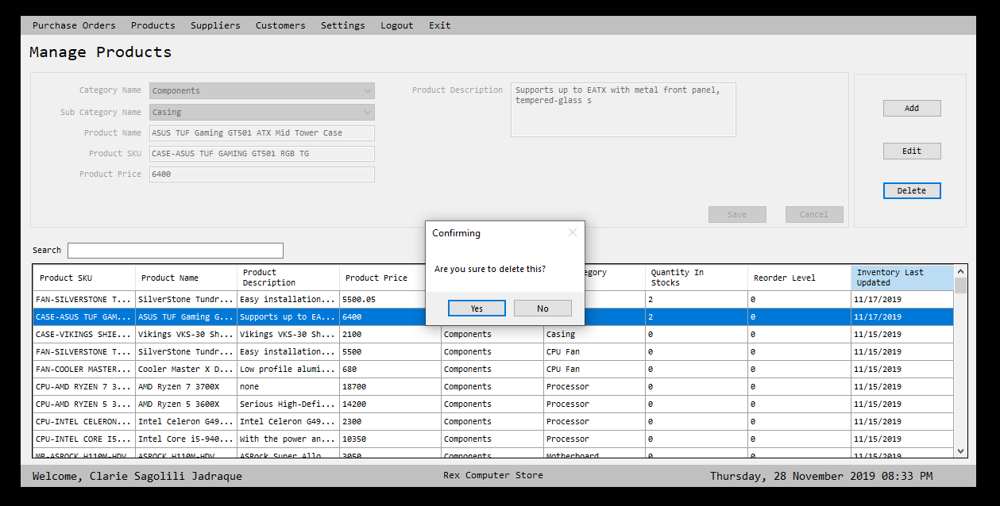 Purchase Orders Products Suppliers Customers Settings Logout Exit
Manage Products
Category Name Components
Sub Category Name Casing
Product Name ASUS TUF Gaming GT501 ATX Mid Tower Case
Product SKU CASE-ASUS TUF GAMING GT501 RGB TG
Product Price 6400
Product Description Supports up to EATX with metal front panel,
tempered-glass s
Add
Edit
Delete
Save Cancel
Confirming
Are you sure to delete this?
Yes No
Search
Product SKU Product Name Product Description Product Price egory Quantity In Stocks Reorder Level Inventory Last Updated
FAN-SILVERSTONE T... SilverStone Tundr... Easy installation... 5500.05 2 0 11/17/2019
CASE-ASUS TUF GAM... ASUS TUF Gaming G... Supports up to EA... 6400 2 0 11/17/2019
CASE-VIKINGS SHIE... Vikings VKS-30 Sh... Vikings VKS-30 Sh... 2100 Components Casing 0 0 11/15/2019
FAN-SILVERSTONE T... SilverStone Tundr... Easy installation... 5500 Components CPU Fan 0 0 11/15/2019
FAN-COOLER MASTER... Cooler Master X D... Low profile alumi... 680 Components CPU Fan 0 0 11/15/2019
CPU-AMD RYZEN 7 3... AMD Ryzen 7 3700X none 18700 Components Processor 0 0 11/15/2019
CPU-AMD RYZEN 5 3... AMD Ryzen 5 3600X Serious High-Defi... 14200 Components Processor 0 0 11/15/2019
CPU-INTEL CELERON... Intel Celeron G49... Intel Celeron G49... 2300 Components Processor 0 0 11/15/2019
CPU-INTEL CORE I5... Intel Core i5-940... With the power an... 10350 Components Processor 0 0 11/15/2019
MB-ASROCK H110M-HDV ASROCK H110M-HDV ASRock Super Allo... 3050 Components Motherboard 0 0 11/15/2019
Welcome, Clarie Sagolili Jadraque Rex Computer Store Thursday, 28 November 2019 08:33 PM